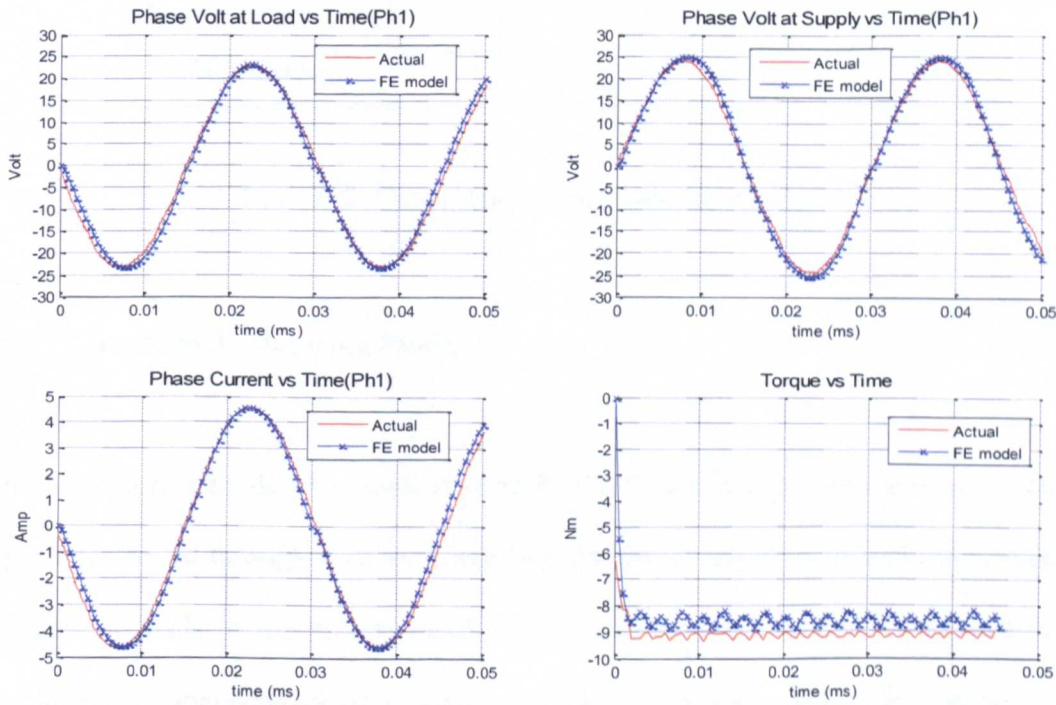 Phase Volt at Load vs Time(Ph1)
30
25
20
15
10
5
0
-5
-10
-15
-20
-25
-30
Volt
0 0.01 0.02 0.03 0.04 0.05
time (ms)
Actual
FE model
Phase Volt at Supply vs Time(Ph1)
30
25
20
15
10
5
0
-5
-10
-15
-20
-25
-30
Volt
0 0.01 0.02 0.03 0.04 0.05
time (ms)
Actual
FE model
Phase Current vs Time(Ph1)
5
4
3
2
1
0
-1
-2
-3
-4
-5
Amp
0 0.01 0.02 0.03 0.04 0.05
time (ms)
Actual
FE model
Torque vs Time
0
-1
-2
-3
-4
-5
-6
-7
-8
-9
-10
Nm
0 0.01 0.02 0.03 0.04 0.05
time (ms)
Actual
FE model